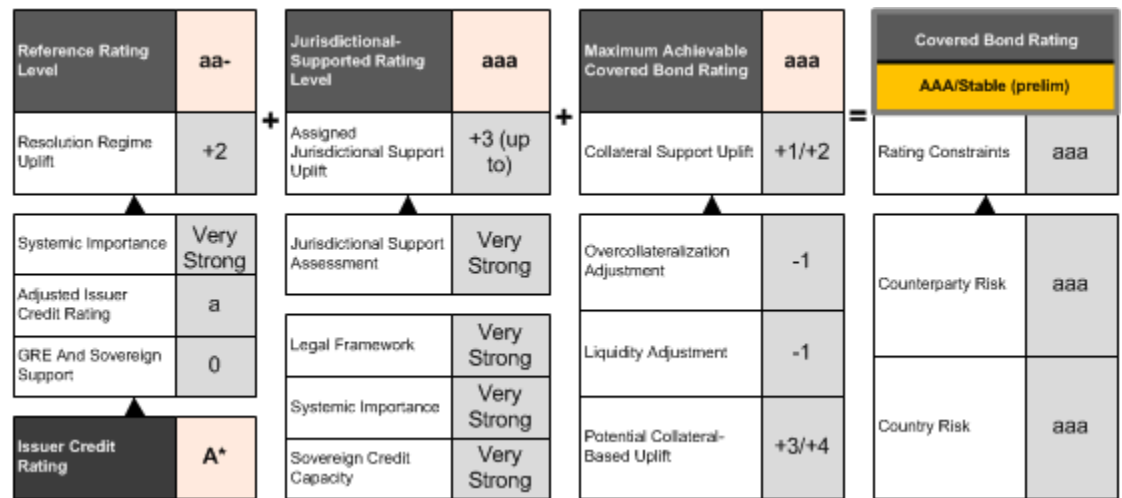 Reference Rating
Level
aa-
Resolution Regime
Uplift
+2
Systemic Importance
Very
Strong
Adjusted Issuer
Credit Rating
a
GRE And Sovereign
Support
0
Issuer Credit
Rating
A*
+
Jurisdictional-
Supported Rating
Level
aaa
Assigned
Jurisdictional Support
Uplift
+3 (up
to)
Jurisdictional Support
Assessment
Very
Strong
Legal Framework
Very
Strong
Systemic Importance
Very
Strong
Sovereign Credit
Capacity
Very
Strong
+
Maximum Achievable
Covered Bond Rating
aaa
Collateral Support Uplift
+1/+2
Overcollateralization
Adjustment
-1
Liquidity Adjustment
-1
Potential Collateral-
Based Uplift
+3/+4
=
Covered Bond Rating
AAA/Stable (prelim)
Rating Constraints
aaa
Counterparty Risk
aaa
Country Risk
aaa